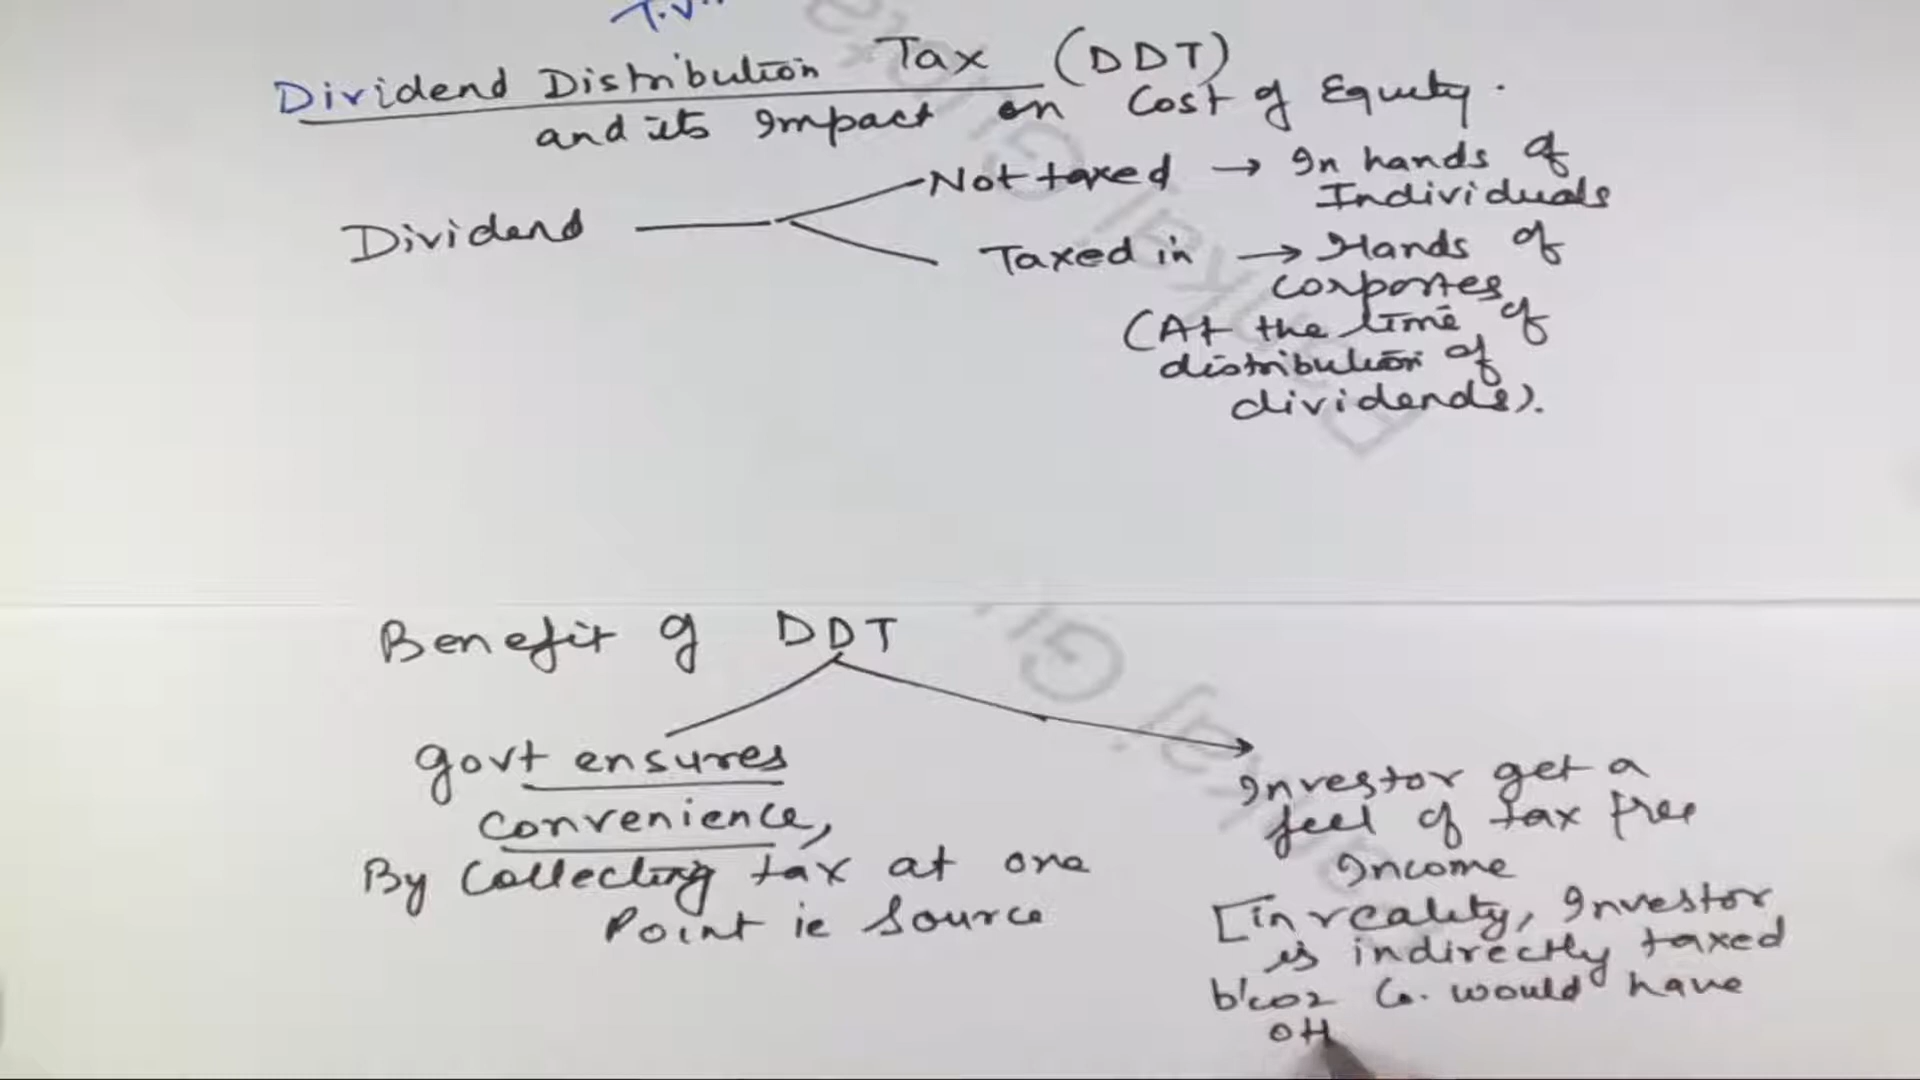 T.V
Dividend Distribution Tax (DDT)
and its Impact on Cost of Equity.
Dividend
Not taxed → In hands of
Individuals
Taxed in → Hands of
corportes
(At the time of
distribution of
dividends).
Benefit of DDT
Govt ensures
convenience,
By collecting tax at one
Point ie source
Investor get a
feel of tax free
Income
[in reality, Investor
is indirectly taxed
b'coz Co. would have
oth
Pankaj